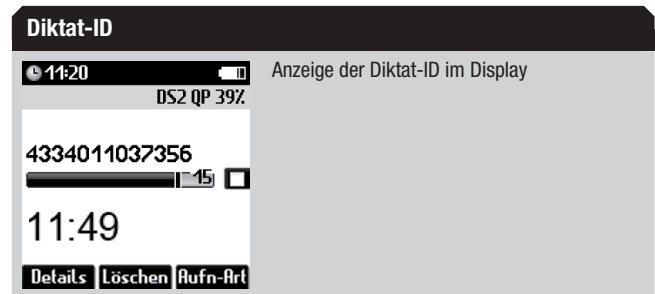 Diktat-ID
11:20
DS2 QP 39%
Anzeige der Diktat-ID im Display
4334011037356
15
11:49
Details Löschen Aufn-Art